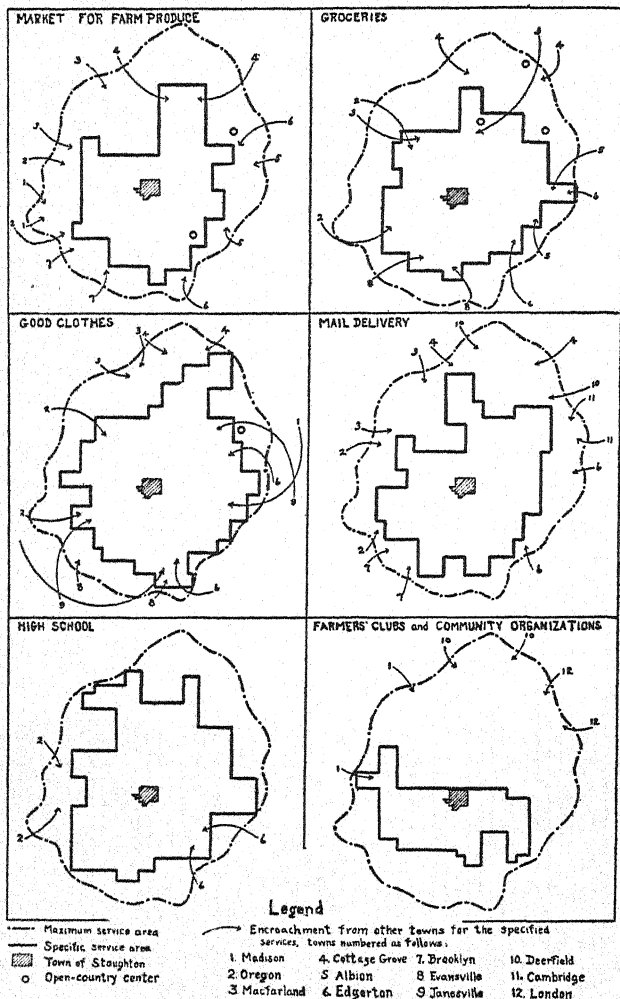 MARKET FOR FARM PRODUCE
GROCERIES
GOOD CLOTHES
MAIL DELIVERY
HIGH SCHOOL
FARMERS' CLUBS and COMMUNITY ORGANIZATIONS
Legend
Maximum service area
Specific service area
Town of Stoughton
Open-country center
Encroachment from other towns for the specified
services, towns numbered as follows:
1. Madison
2. Oregon
3 Macfarland
4. Cottage Grove
5 Albion
6. Edgerton
7. Brooklyn
8 Evansville
9 Janesville
10. Deerfield
11. Cambridge
12. London